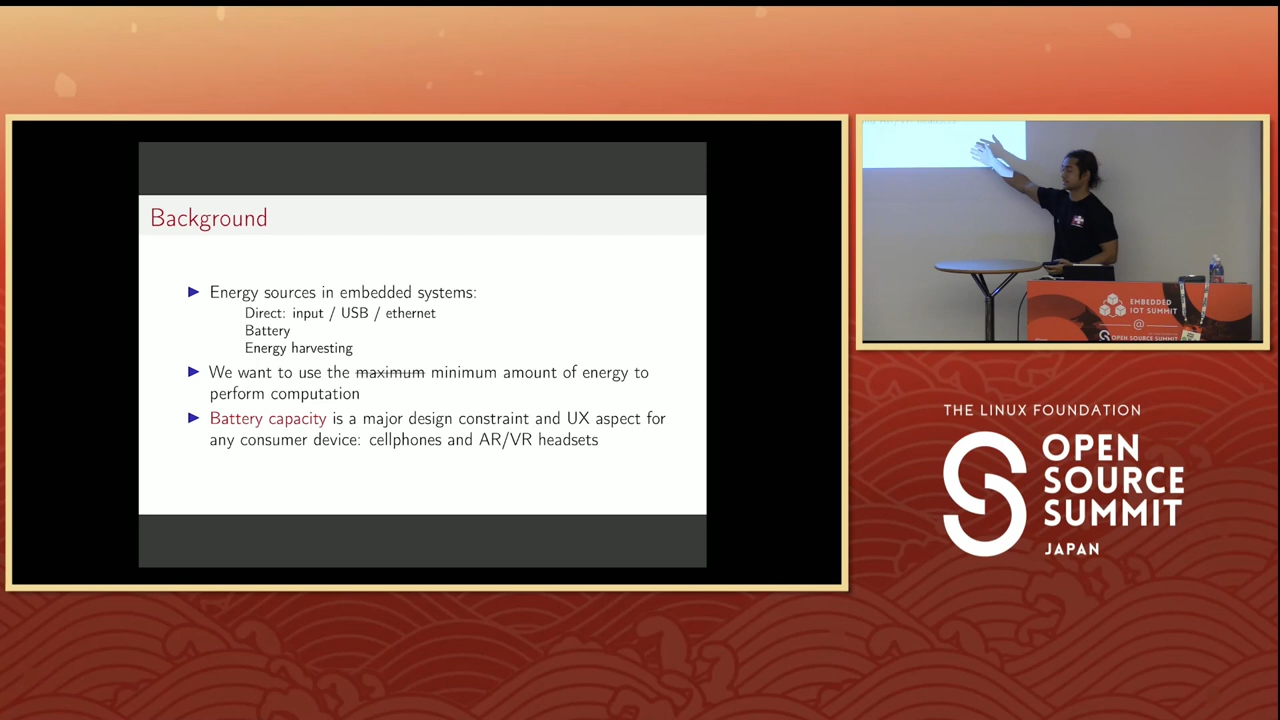 Background
Energy sources in embedded systems:
Direct: input / USB / ethernet
Battery
Energy harvesting
We want to use the maximum minimum amount of energy to
perform computation
Battery capacity is a major design constraint and UX aspect for
any consumer device: cellphones and AR/VR headsets
EMBEDDED
IOT SUMMIT
@
OPEN SOURCE SUMMIT
THE LINUX FOUNDATION
OPEN
SOURCE
SUMMIT
JAPAN